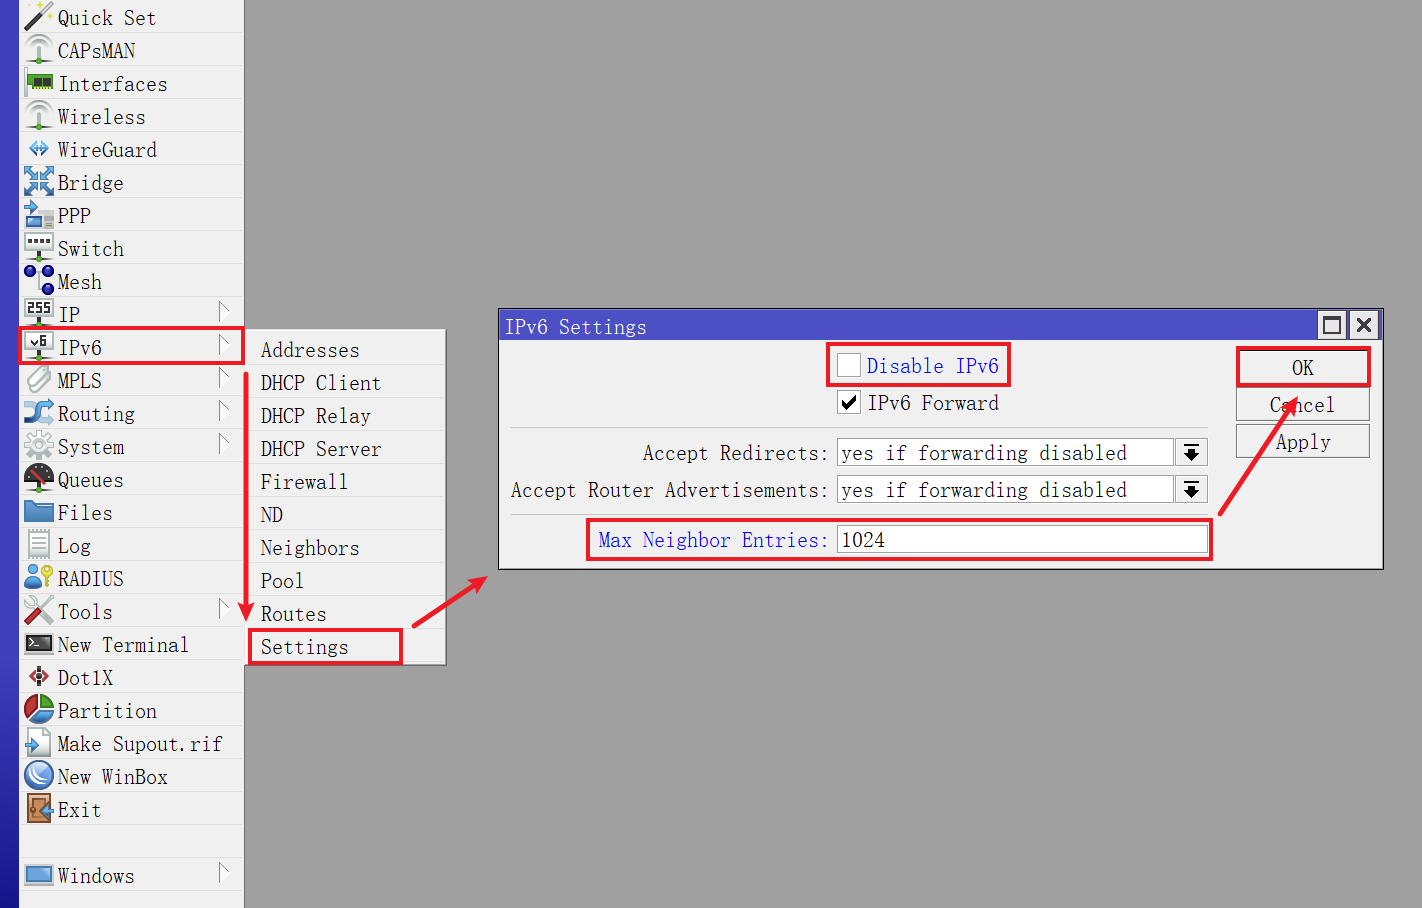 Quick Set
CAPsMAN
Interfaces
Wireless
WireGuard
Bridge
PPP
Switch
Mesh
255
IP
v6
IPv6
MPLS
Routing
System
Queues
Files
Log
RADIUS
Tools
New Terminal
Dot1X
Partition
Make Supout.rif
New WinBox
Exit
Windows
Addresses
DHCP Client
DHCP Relay
DHCP Server
Firewall
ND
Neighbors
Pool
Routes
Settings
IPv6 Settings
Disable IPv6
IPv6 Forward
Accept Redirects: yes if forwarding disabled
Accept Router Advertisements: yes if forwarding disabled
Max Neighbor Entries: 1024
OK
Cancel
Apply